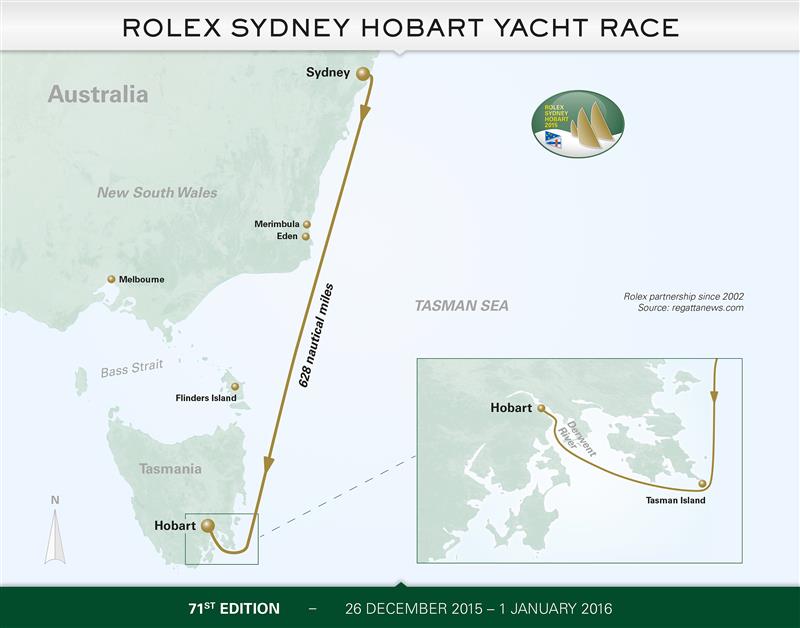 ROLEX SYDNEY HOBART YACHT RACE
Sydney
Australia
ROLEX
SYDNEY
HOBART
2015
New South Wales
Merimbula
Eden
Melbourne
628 nautical miles
TASMAN SEA
Rolex partnership since 2002
Source: regattanews.com
Bass Strait
Flinders Island
Tasmania
Hobart
N
Hobart
Derwent
River
Tasman Island
71ST EDITION – 26 DECEMBER 2015 – 1 JANUARY 2016